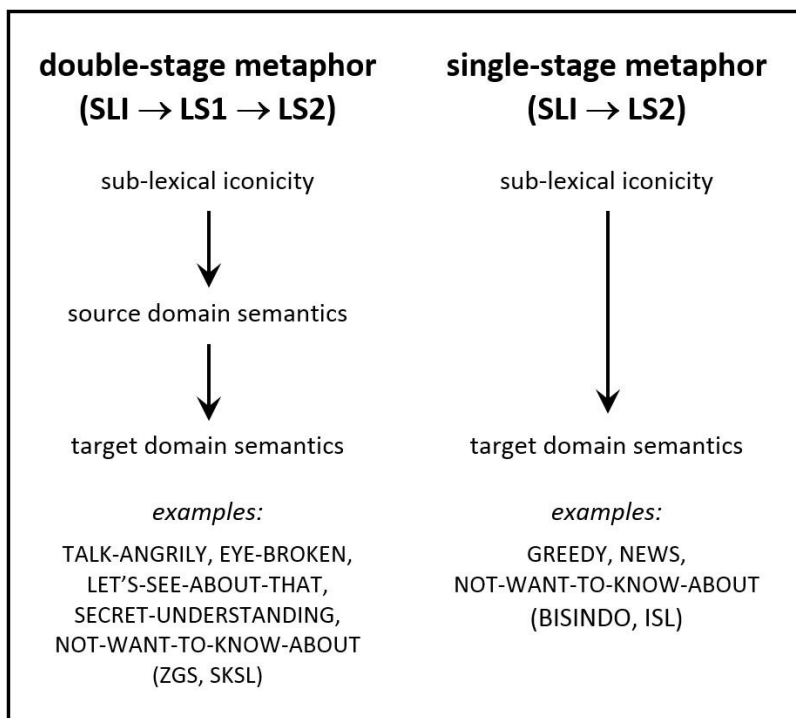 double-stage metaphor
(SLI → LS1 → LS2)
sub-lexical iconicity
source domain semantics
target domain semantics
examples:
TALK-ANGRILY, EYE-BROKEN,
LET’S-SEE-ABOUT-THAT,
SECRET-UNDERSTANDING,
NOT-WANT-TO-KNOW-ABOUT
(ZGS, SKSL)
single-stage metaphor
(SLI → LS2)
sub-lexical iconicity
target domain semantics
examples:
GREEDY, NEWS,
NOT-WANT-TO-KNOW-ABOUT
(BISINDO, ISL)